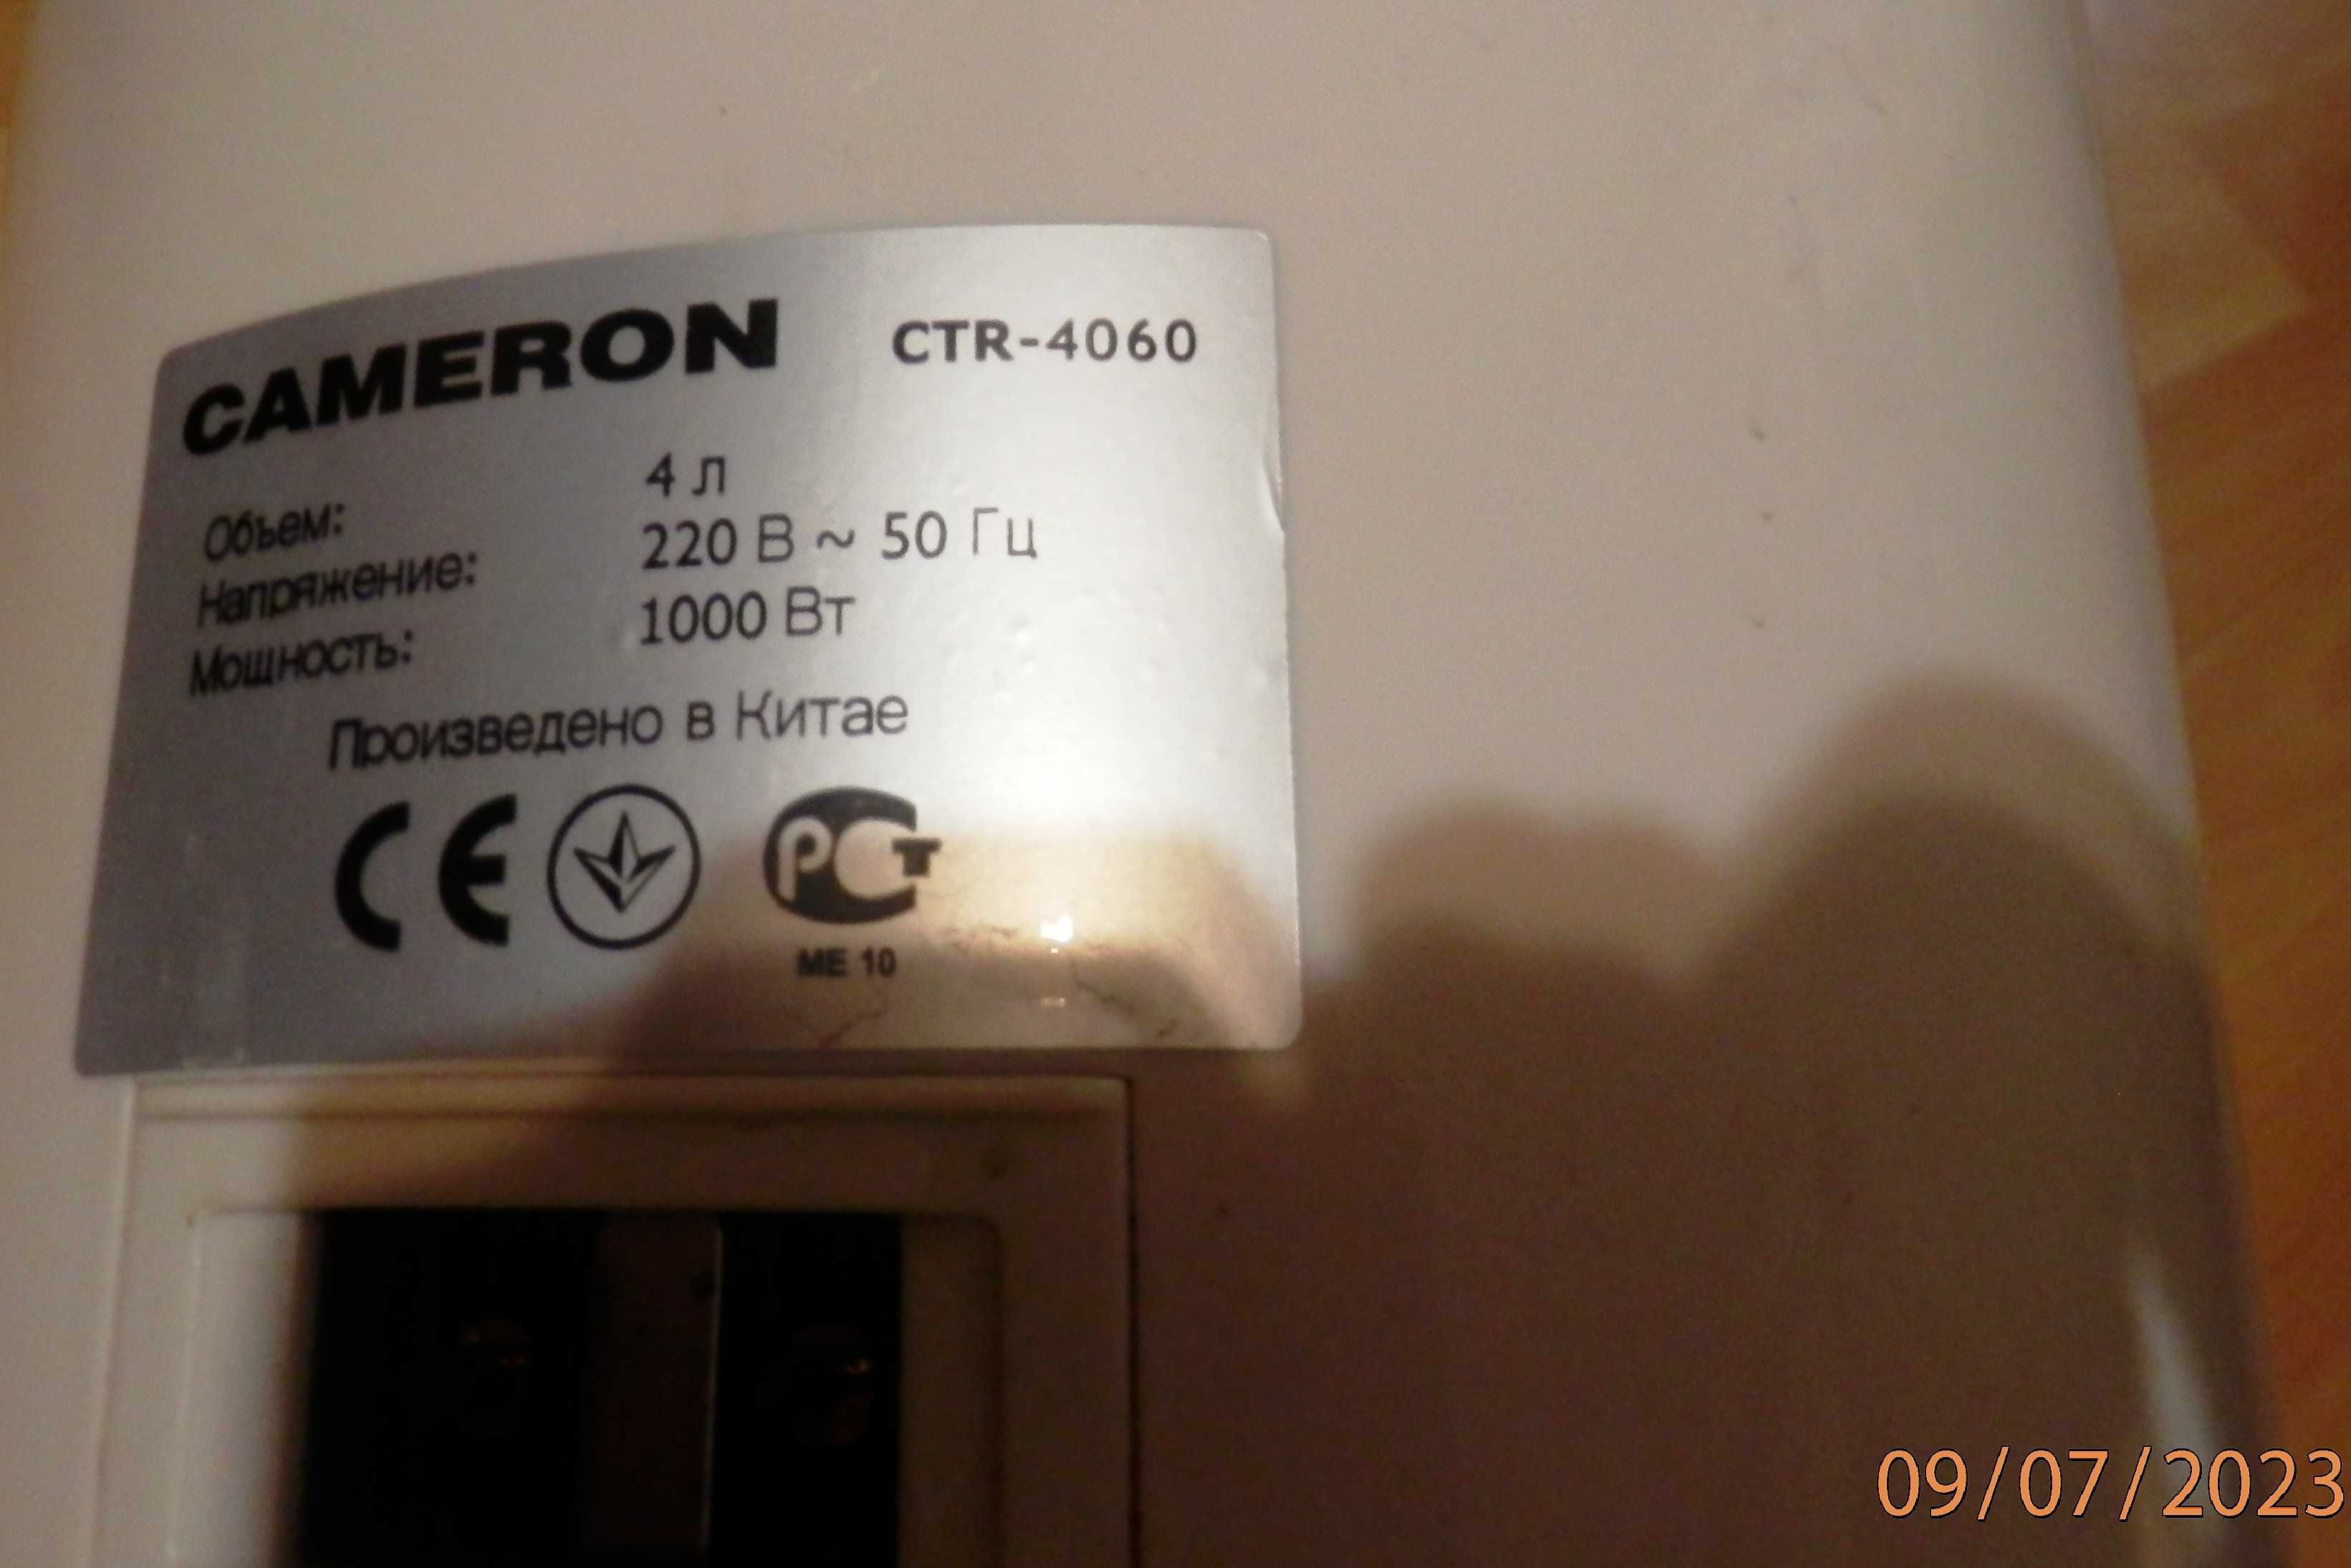 CAMERON CTR-4060
Объем: 4 л
Напряжение: 220 В ~ 50 Гц
Мощность: 1000 Вт
Произведено в Китае
CE РСТ
ME 10
09/07/2023